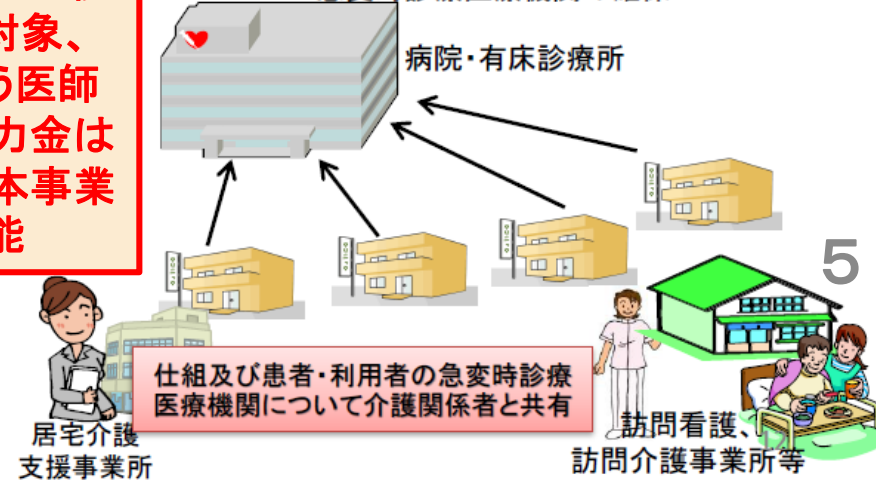 対象、
う医師
力金は
本事業
能
病院・有床診療所
5
仕組及び患者・利用者の急変時診療
医療機関について介護関係者と共有
居宅介護
支援事業所
訪問看護、
訪問介護事業所等